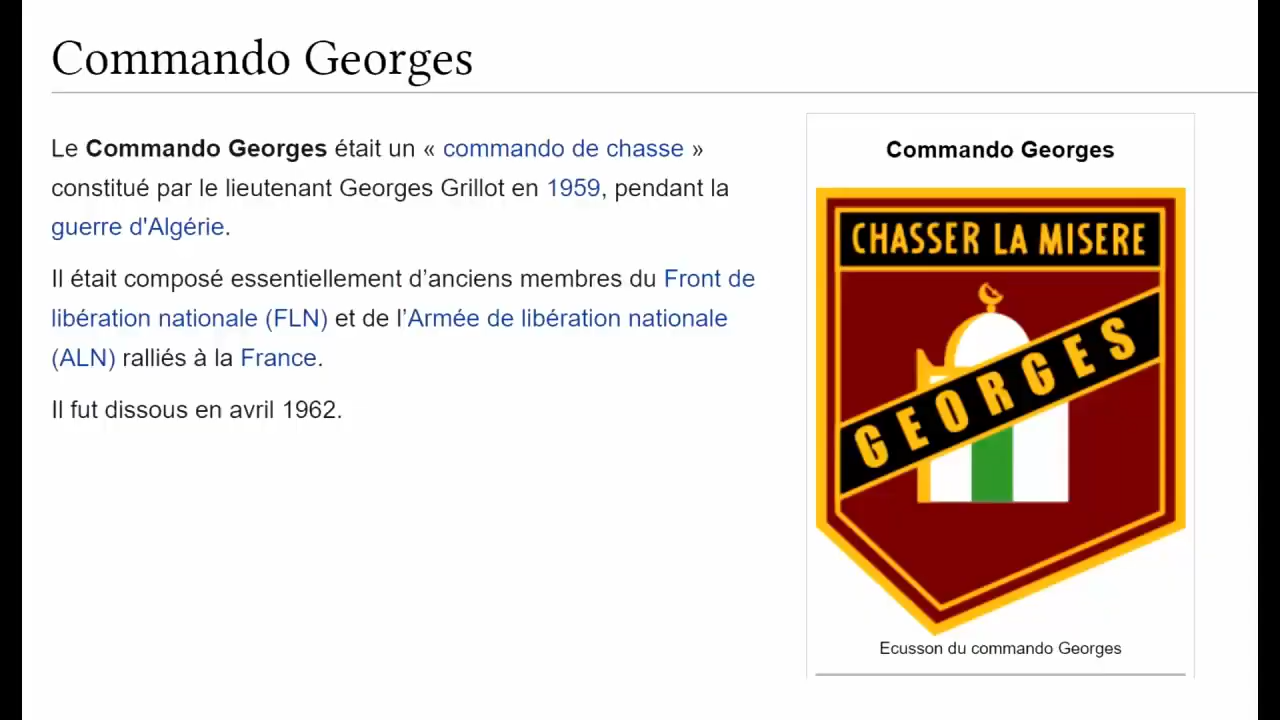 Commando Georges
Le Commando Georges était un « commando de chasse »
constitué par le lieutenant Georges Grillot en 1959, pendant la
guerre d'Algérie.
Il était composé essentiellement d’anciens membres du Front de
libération nationale (FLN) et de l’Armée de libération nationale
(ALN) ralliés à la France.
Il fut dissous en avril 1962.
Commando Georges
CHASSER LA MISERE
GEORGES
Ecusson du commando Georges